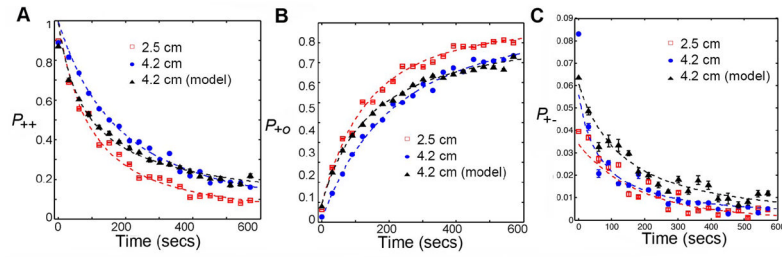 A
1
0.8
0.6
P++
0.4
0.2
0
0 200 400 600
Time (secs)
2.5 cm
4.2 cm
4.2 cm (model)
B
0.8
0.7
0.6
0.5
P+o
0.4
0.3
0.2
0.1
0
0 200 400 600
Time (secs)
2.5 cm
4.2 cm
4.2 cm (model)
C
0.09
0.08
0.07
0.06
0.05
P+-
0.04
0.03
0.02
0.01
0
0 100 200 300 400 500 600
Time (secs)
2.5 cm
4.2 cm
4.2 cm (model)